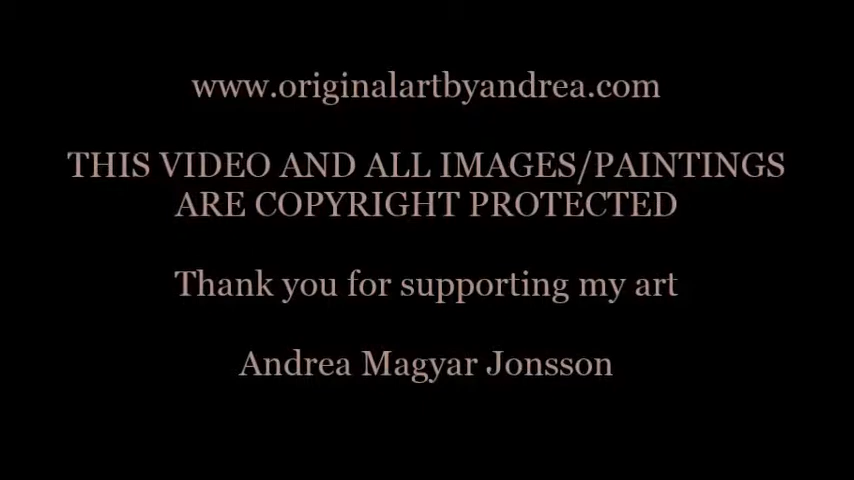 www.originalartbyandrea.com
THIS VIDEO AND ALL IMAGES/PAINTINGS
ARE COPYRIGHT PROTECTED
Thank you for supporting my art
Andrea Magyar Jonsson